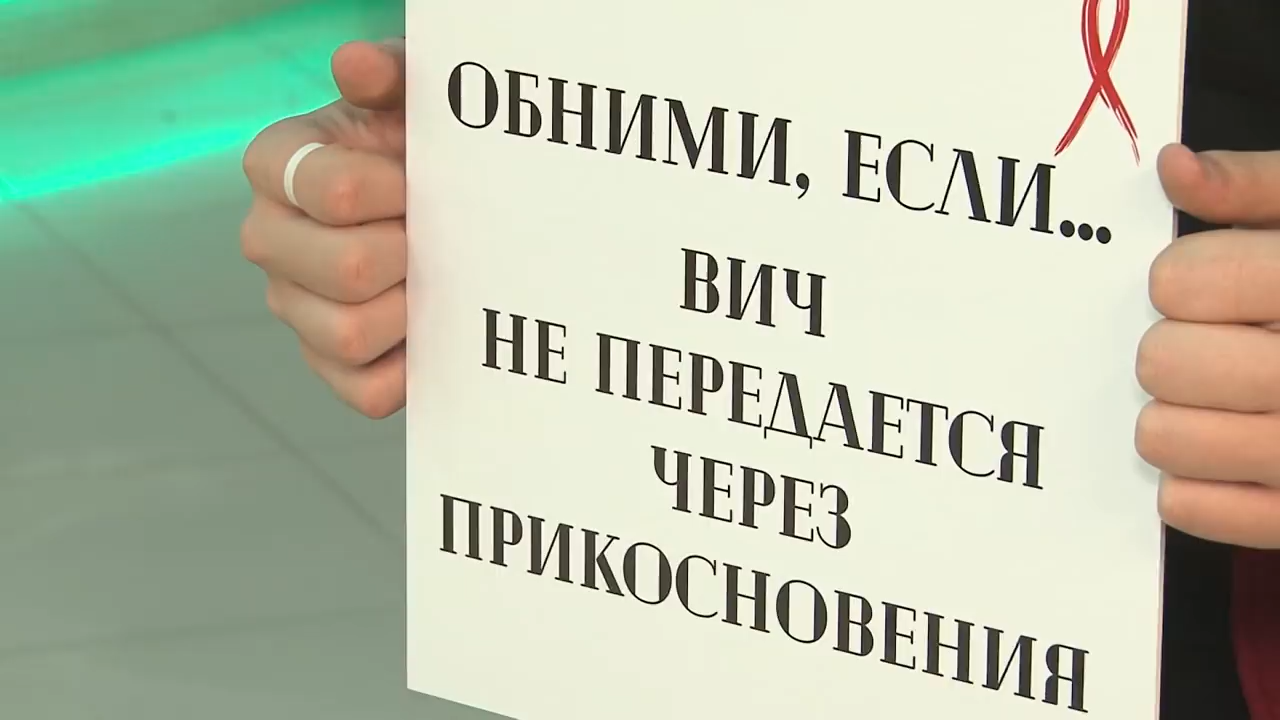 ОБНИМИ, ЕСЛИ...
ВИЧ
НЕ ПЕРЕДАЕТСЯ
ЧЕРЕЗ
ПРИКОСНОВЕНИЯ